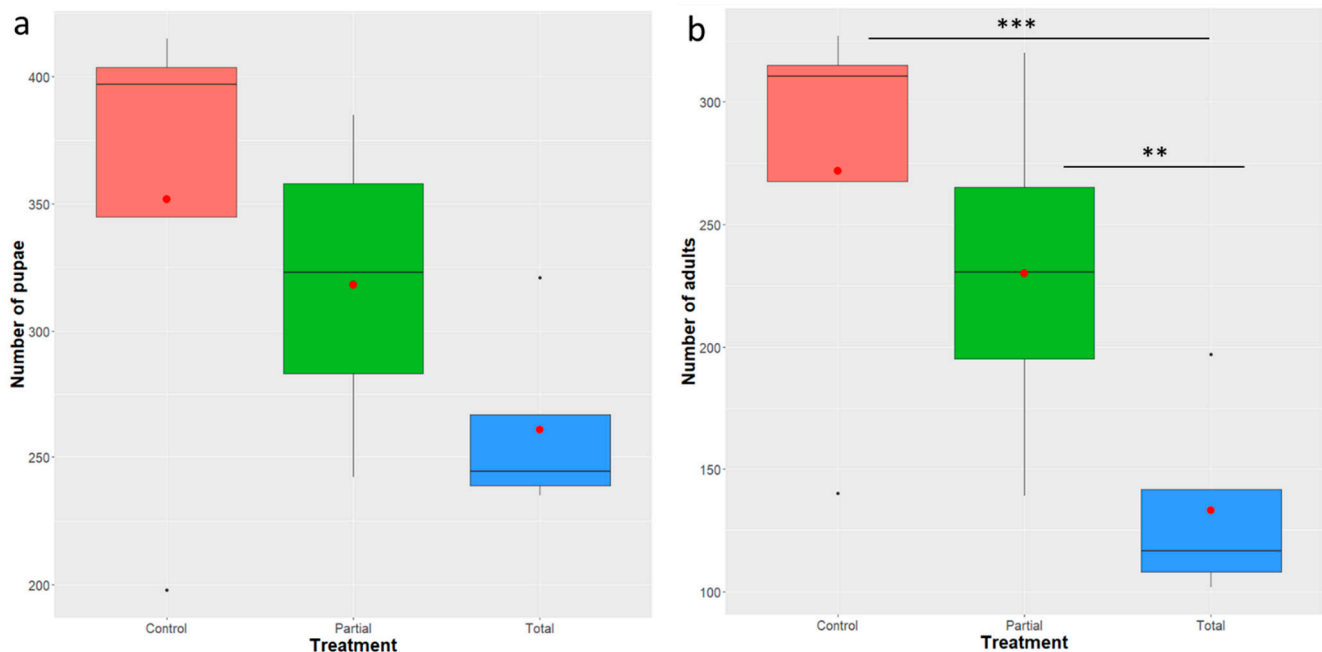 a
Number of pupae
400
350
300
250
200
Control
Partial
Total
Treatment
b
***
**
Number of adults
300
250
200
150
100
Control
Partial
Total
Treatment